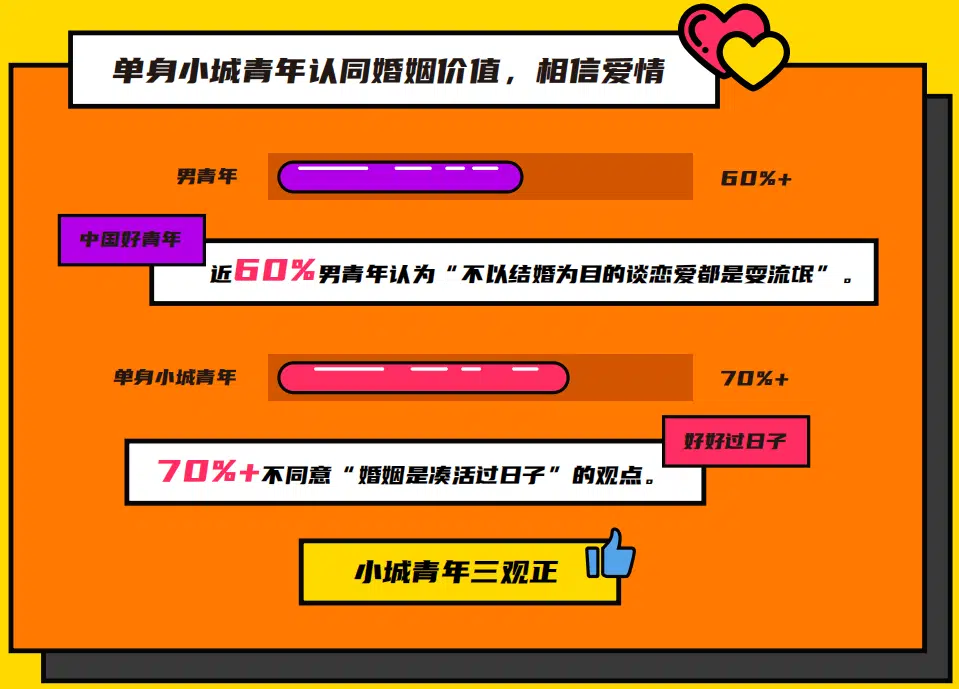 单身小城青年认同婚姻价值，相信爱情
男青年
60%+
中国好青年
近60%男青年认为“不以结婚为目的谈恋爱都是耍流氓”。
单身小城青年
70%+
好好过日子
70%+不同意“婚姻是凑活过日子”的观点。
小城青年三观正